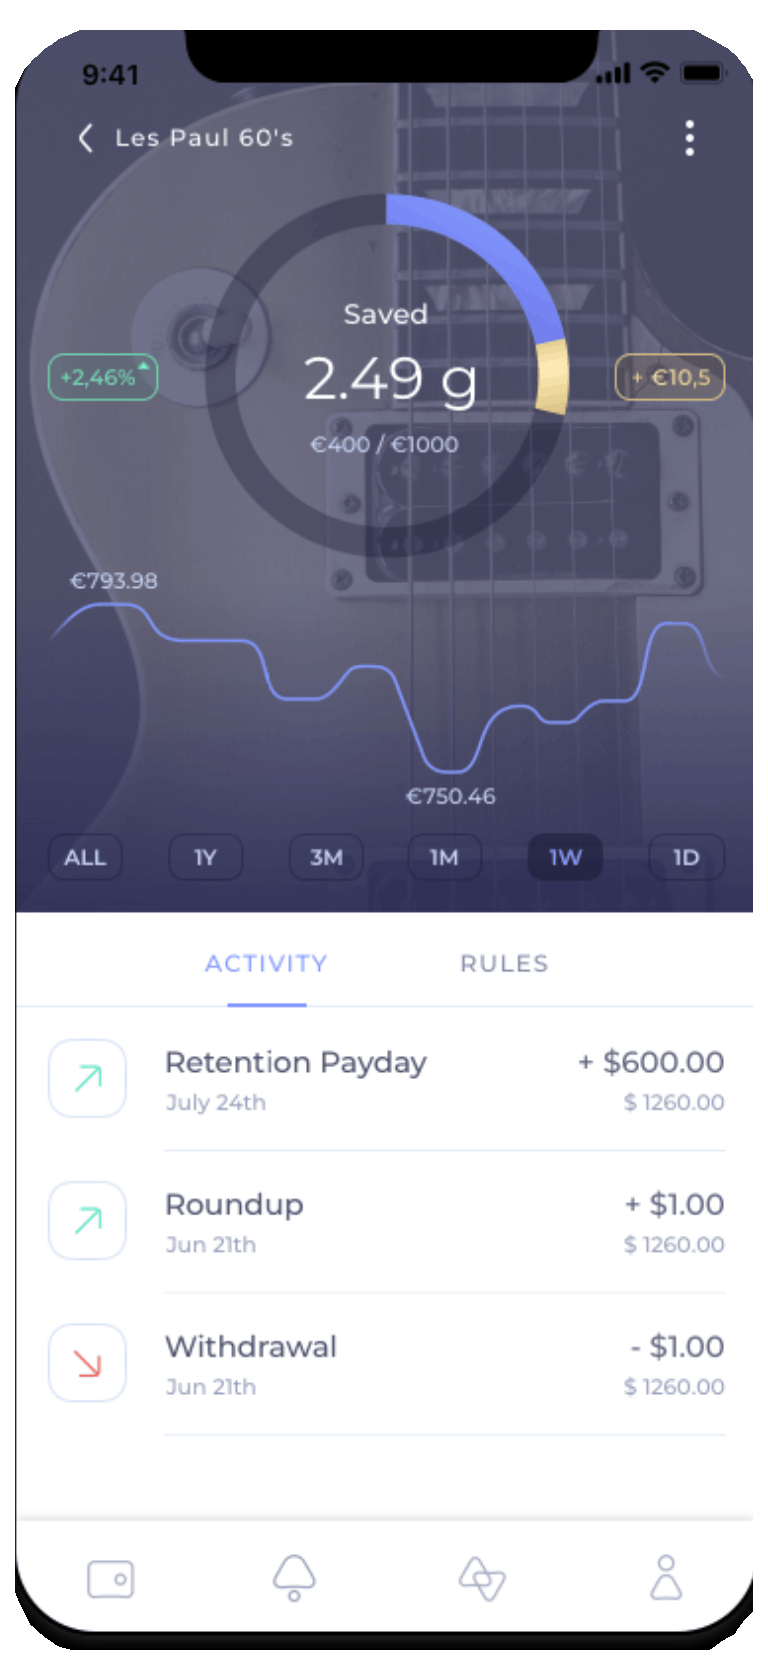 9:41
Les Paul 60's
Saved
+2,46%
2.49 g
+ €10,5
€400 / €1000
€793.98
€750.46
ALL 1Y 3M 1M 1W 1D
ACTIVITY RULES
Retention Payday + $600.00
July 24th $ 1260.00
Roundup + $1.00
Jun 21th $ 1260.00
Withdrawal - $1.00
Jun 21th $ 1260.00